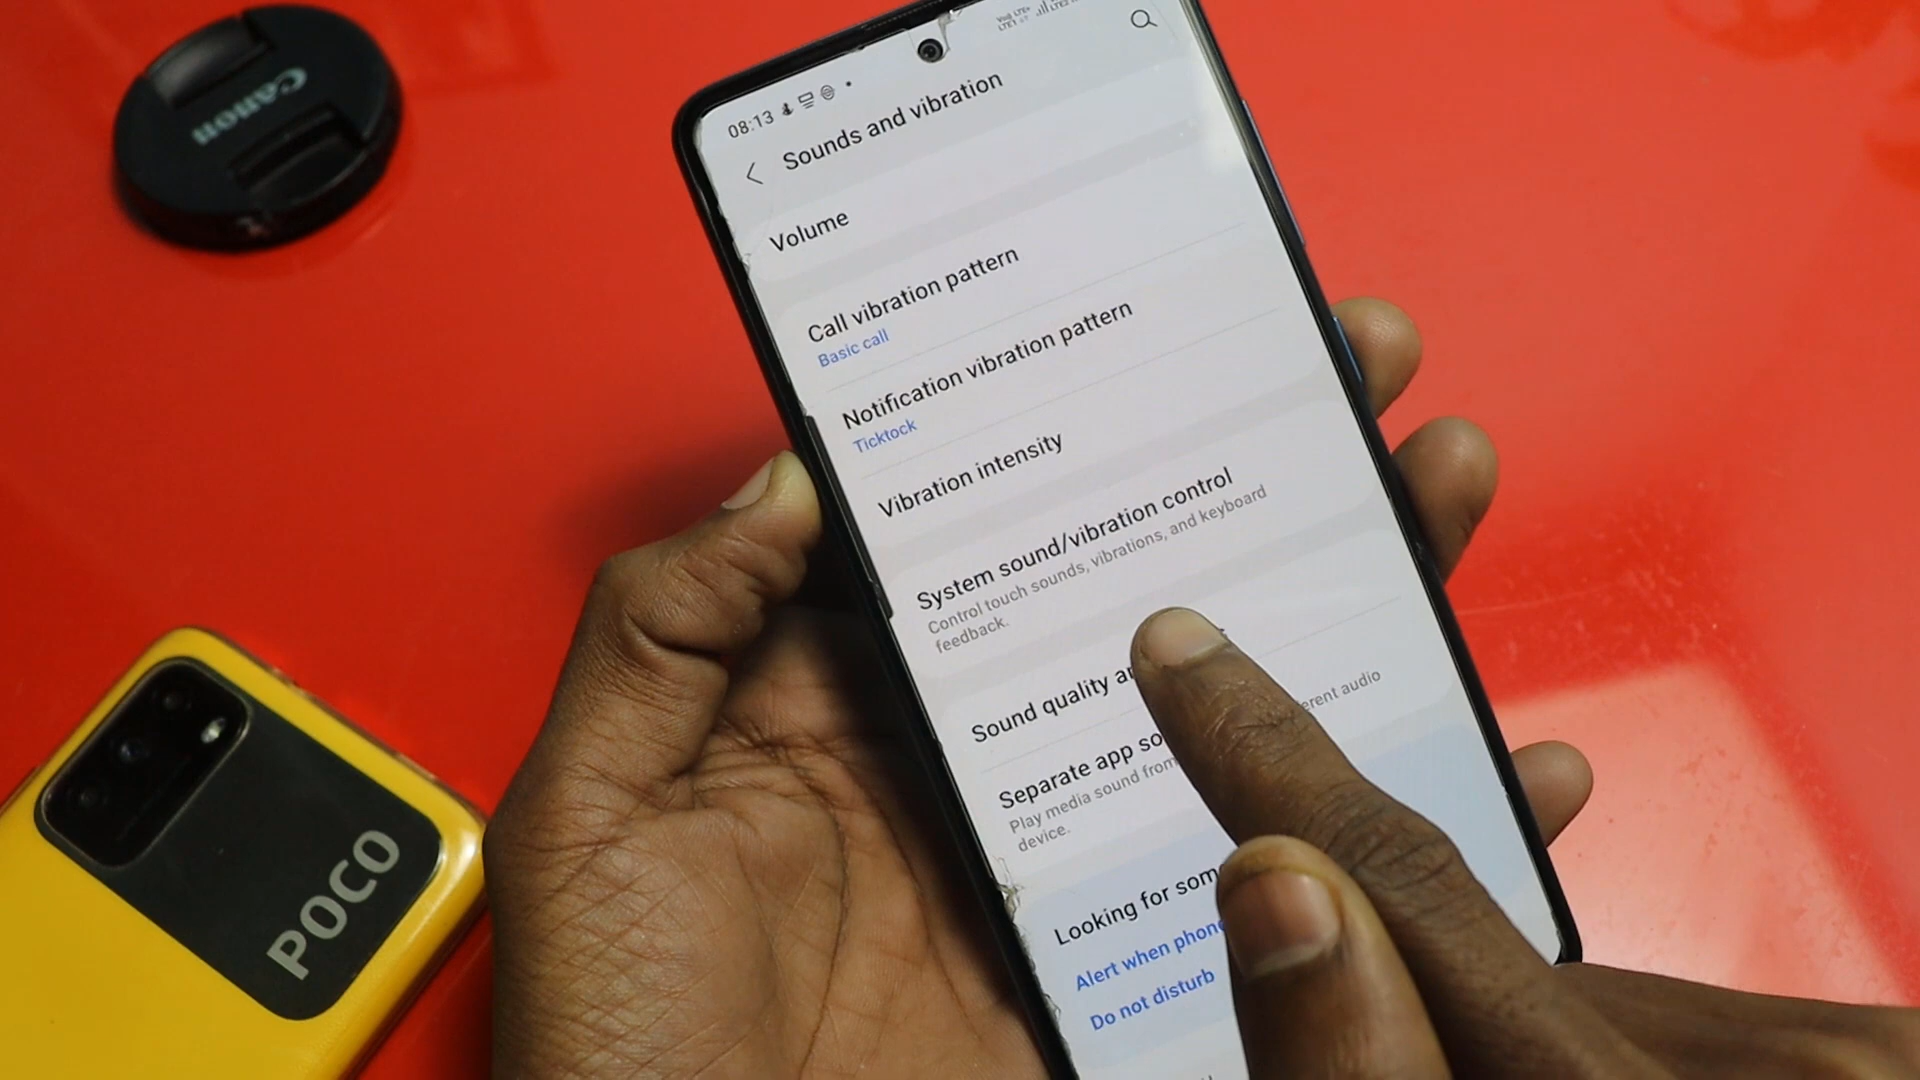 Canon
08:13
Sounds and vibration
Volume
Call vibration pattern
Basic call
Notification vibration pattern
Ticktock
Vibration intensity
System sound/vibration control
Control touch sounds, vibrations, and keyboard
feedback.
Sound quality
Separate app
Play media sound from erent audio
device.
Looking for som
Alert when phone
Do not disturb
POCO